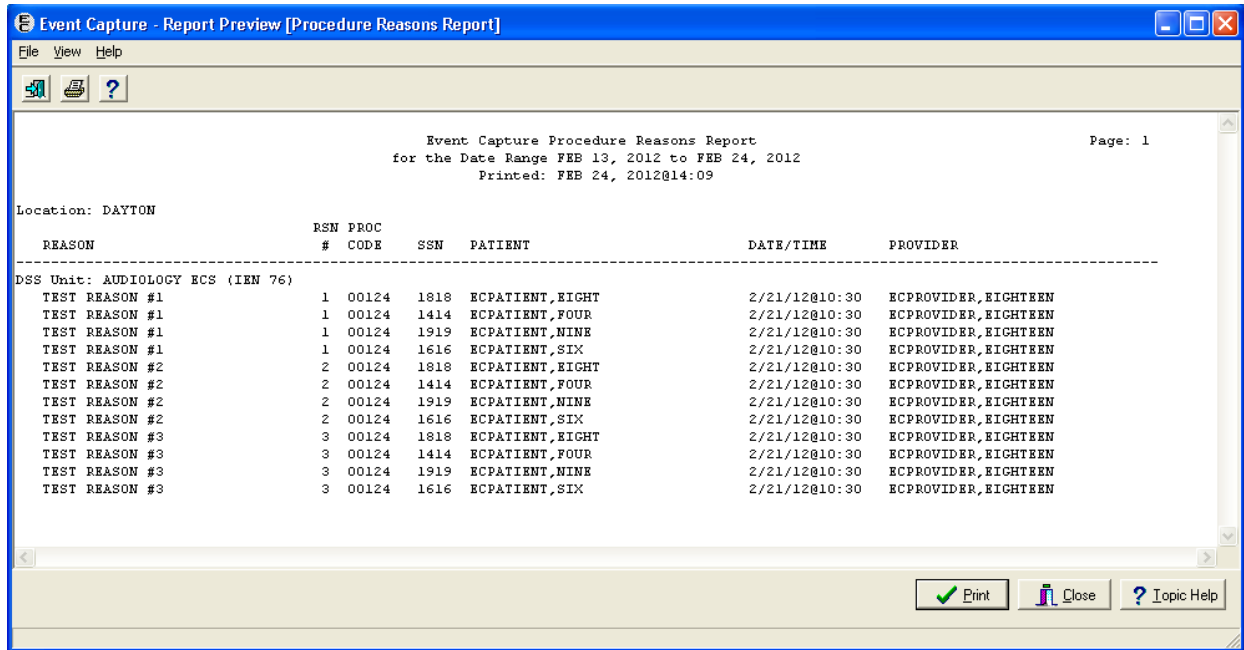 Event Capture - Report Preview [Procedure Reasons Report]
File View Help
Event Capture Procedure Reasons Report Page: 1
for the Date Range FEB 13, 2012 to FEB 24, 2012
Printed: FEB 24, 2012@14:09
Location: DAYTON
RSN PROC
REASON # CODE SSN PATIENT DATE/TIME PROVIDER
DSS Unit: AUDIOLOGY ECS (IEN 76)
TEST REASON #1 1 00124 1818 ECPATIENT,EIGHT 2/21/12@10:30 ECPROVIDER,EIGHTEEN
TEST REASON #1 1 00124 1414 ECPATIENT,FOUR 2/21/12@10:30 ECPROVIDER,EIGHTEEN
TEST REASON #1 1 00124 1919 ECPATIENT,NINE 2/21/12@10:30 ECPROVIDER,EIGHTEEN
TEST REASON #1 1 00124 1616 ECPATIENT,SIX 2/21/12@10:30 ECPROVIDER,EIGHTEEN
TEST REASON #2 2 00124 1818 ECPATIENT,EIGHT 2/21/12@10:30 ECPROVIDER,EIGHTEEN
TEST REASON #2 2 00124 1414 ECPATIENT,FOUR 2/21/12@10:30 ECPROVIDER,EIGHTEEN
TEST REASON #2 2 00124 1919 ECPATIENT,NINE 2/21/12@10:30 ECPROVIDER,EIGHTEEN
TEST REASON #2 2 00124 1616 ECPATIENT,SIX 2/21/12@10:30 ECPROVIDER,EIGHTEEN
TEST REASON #3 3 00124 1818 ECPATIENT,EIGHT 2/21/12@10:30 ECPROVIDER,EIGHTEEN
TEST REASON #3 3 00124 1414 ECPATIENT,FOUR 2/21/12@10:30 ECPROVIDER,EIGHTEEN
TEST REASON #3 3 00124 1919 ECPATIENT,NINE 2/21/12@10:30 ECPROVIDER,EIGHTEEN
TEST REASON #3 3 00124 1616 ECPATIENT,SIX 2/21/12@10:30 ECPROVIDER,EIGHTEEN
Print Close ? Topic Help